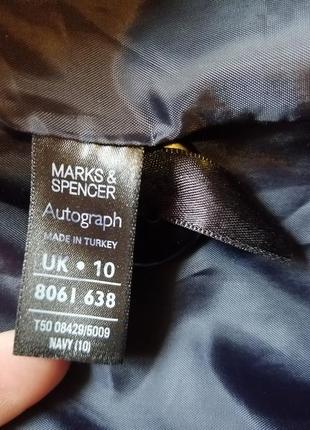 MARKS &
SPENCER
Autograph
MADE IN TURKEY
UK • 10
8061 638
T50 08429/5009
NAVY (10)